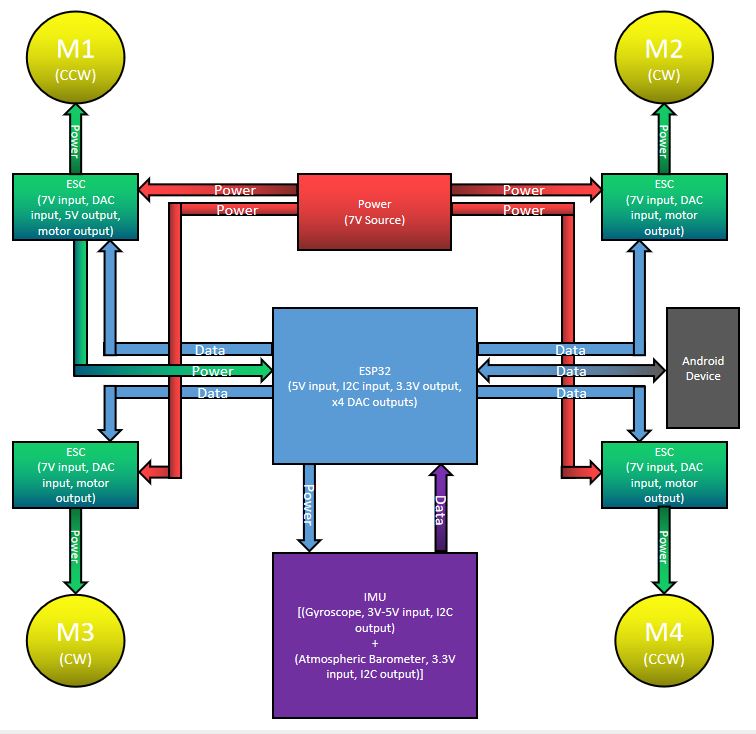 M1
(CCW)
M2
(CW)
Power
Power
ESC
(7V input, DAC
input, 5V output,
motor output)
Power
Power
Power
(7V Source)
Power
Power
ESC
(7V input, DAC
input, motor
output)
Data
Power
Data
ESP32
(5V input, I2C input, 3.3V output,
x4 DAC outputs)
Data
Data
Data
Android
Device
ESC
(7V input, DAC
input, motor
output)
Power
Data
ESC
(7V input, DAC
input, motor
output)
Power
Power
M3
(CW)
IMU
[(Gyroscope, 3V-5V input, I2C
output)
+
(Atmospheric Barometer, 3.3V
input, I2C output)]
M4
(CCW)